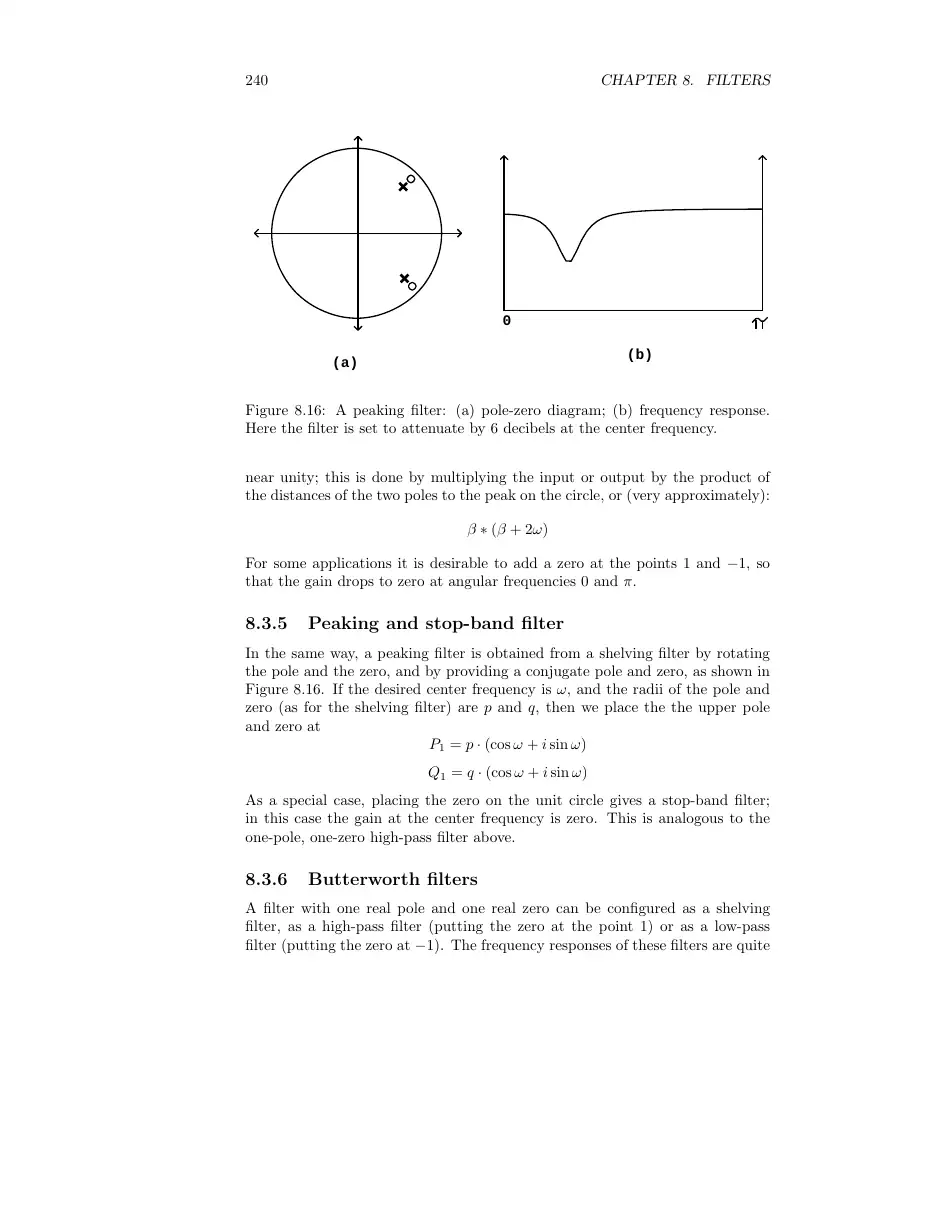 240 CHAPTER 8. FILTERS
0 π
(a) (b)
Figure 8.16: A peaking filter: (a) pole-zero diagram; (b) frequency response.
Here the filter is set to attenuate by 6 decibels at the center frequency.
near unity; this is done by multiplying the input or output by the product of
the distances of the two poles to the peak on the circle, or (very approximately):
β ∗ (β + 2ω)
For some applications it is desirable to add a zero at the points 1 and −1, so
that the gain drops to zero at angular frequencies 0 and π.
8.3.5 Peaking and stop-band filter
In the same way, a peaking filter is obtained from a shelving filter by rotating
the pole and the zero, and by providing a conjugate pole and zero, as shown in
Figure 8.16. If the desired center frequency is ω, and the radii of the pole and
zero (as for the shelving filter) are p and q, then we place the the upper pole
and zero at
P₁ = p · (cos ω + i sin ω)
Q₁ = q · (cos ω + i sin ω)
As a special case, placing the zero on the unit circle gives a stop-band filter;
in this case the gain at the center frequency is zero. This is analogous to the
one-pole, one-zero high-pass filter above.
8.3.6 Butterworth filters
A filter with one real pole and one real zero can be configured as a shelving
filter, as a high-pass filter (putting the zero at the point 1) or as a low-pass
filter (putting the zero at −1). The frequency responses of these filters are quite